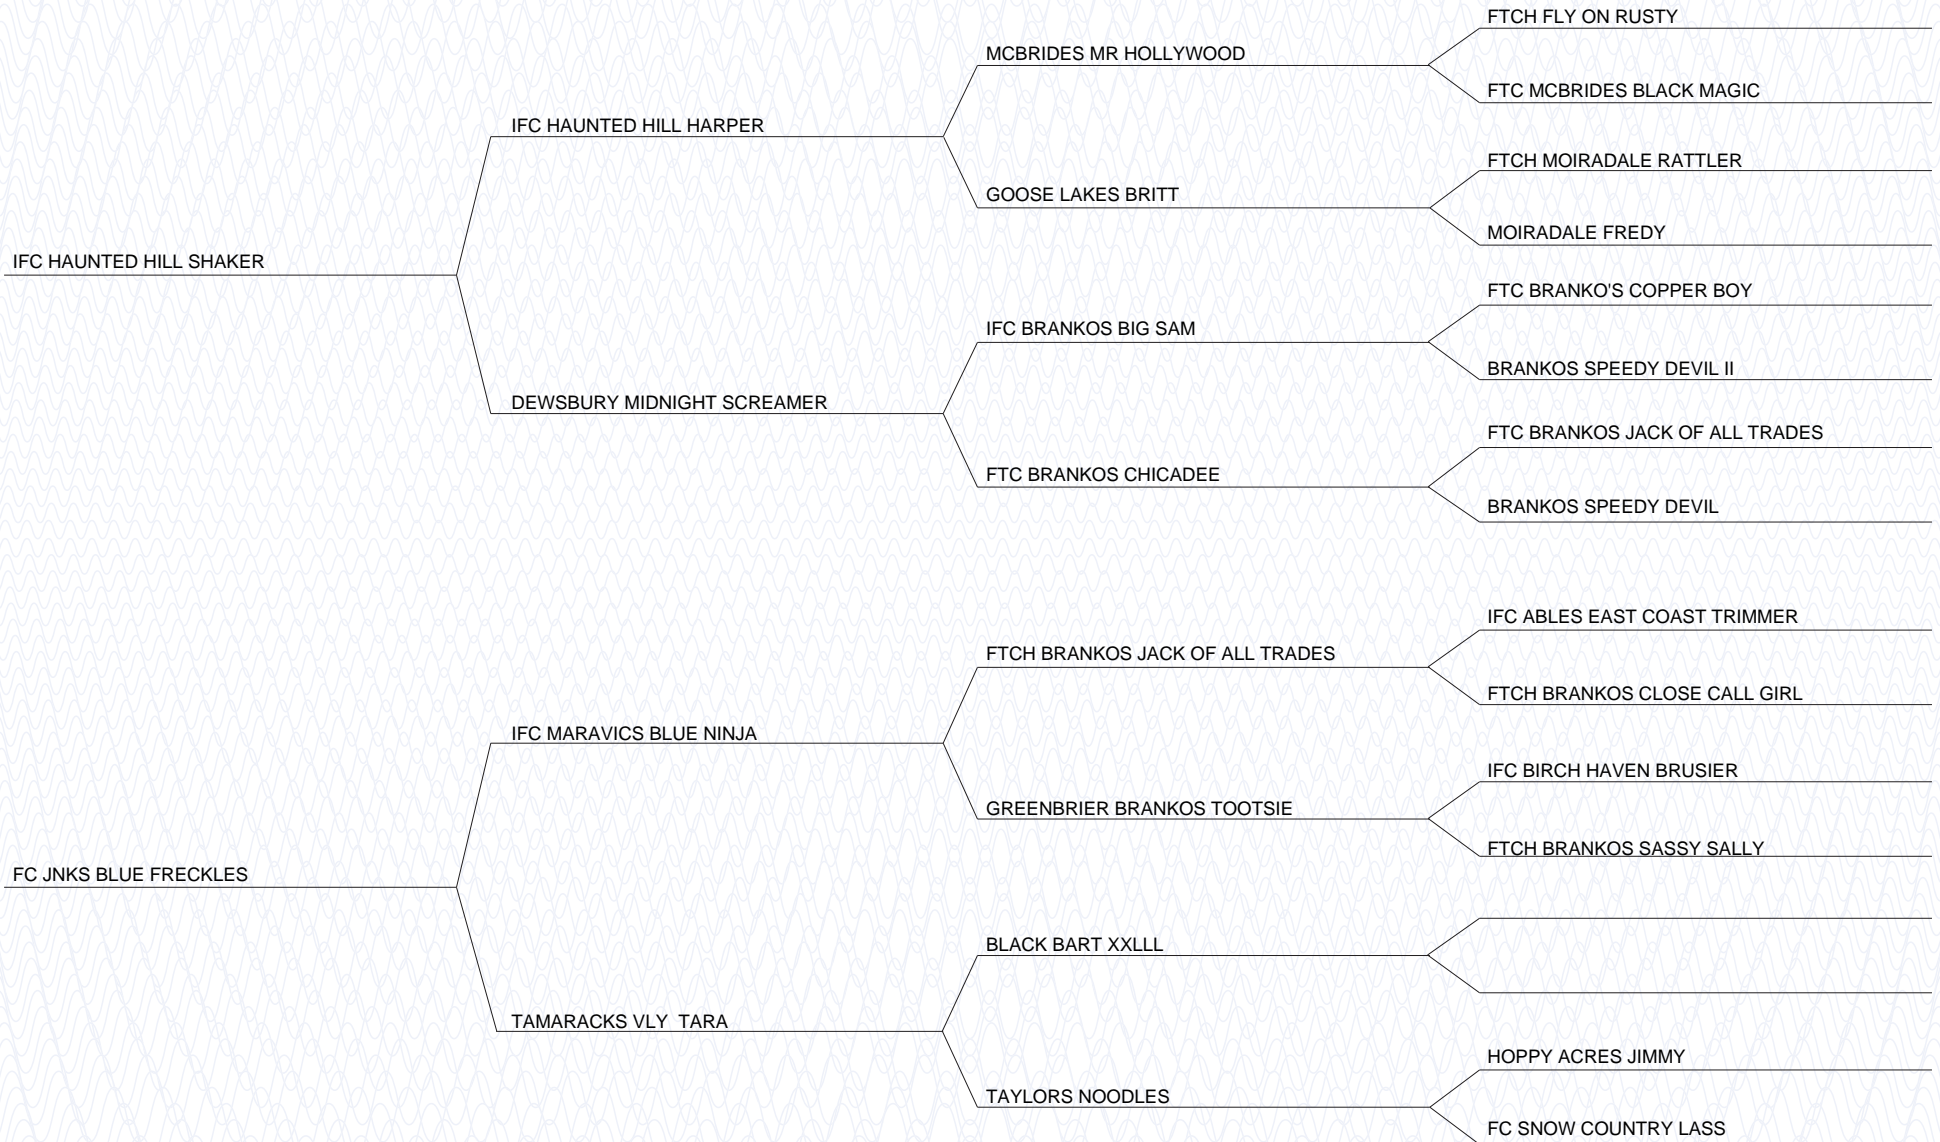 FTCH FLY ON RUSTY
MCBRIDES MR HOLLYWOOD
FTC MCBRIDES BLACK MAGIC
IFC HAUNTED HILL HARPER
FTCH MOIRADALE RATTLER
GOOSE LAKES BRITT
MOIRADALE FREDY
IFC HAUNTED HILL SHAKER
FTC BRANKO'S COPPER BOY
IFC BRANKOS BIG SAM
BRANKOS SPEEDY DEVIL II
DEWSBURY MIDNIGHT SCREAMER
FTC BRANKOS JACK OF ALL TRADES
FTC BRANKOS CHICADEE
BRANKOS SPEEDY DEVIL
IFC ABLES EAST COAST TRIMMER
FTCH BRANKOS JACK OF ALL TRADES
FTCH BRANKOS CLOSE CALL GIRL
IFC MARAVICS BLUE NINJA
IFC BIRCH HAVEN BRUSIER
GREENBRIER BRANKOS TOOTSIE
FTCH BRANKOS SASSY SALLY
FC JNKS BLUE FRECKLES
BLACK BART XXLLL
TAMARACKS VLY  TARA
HOPPY ACRES JIMMY
TAYLORS NOODLES
FC SNOW COUNTRY LASS